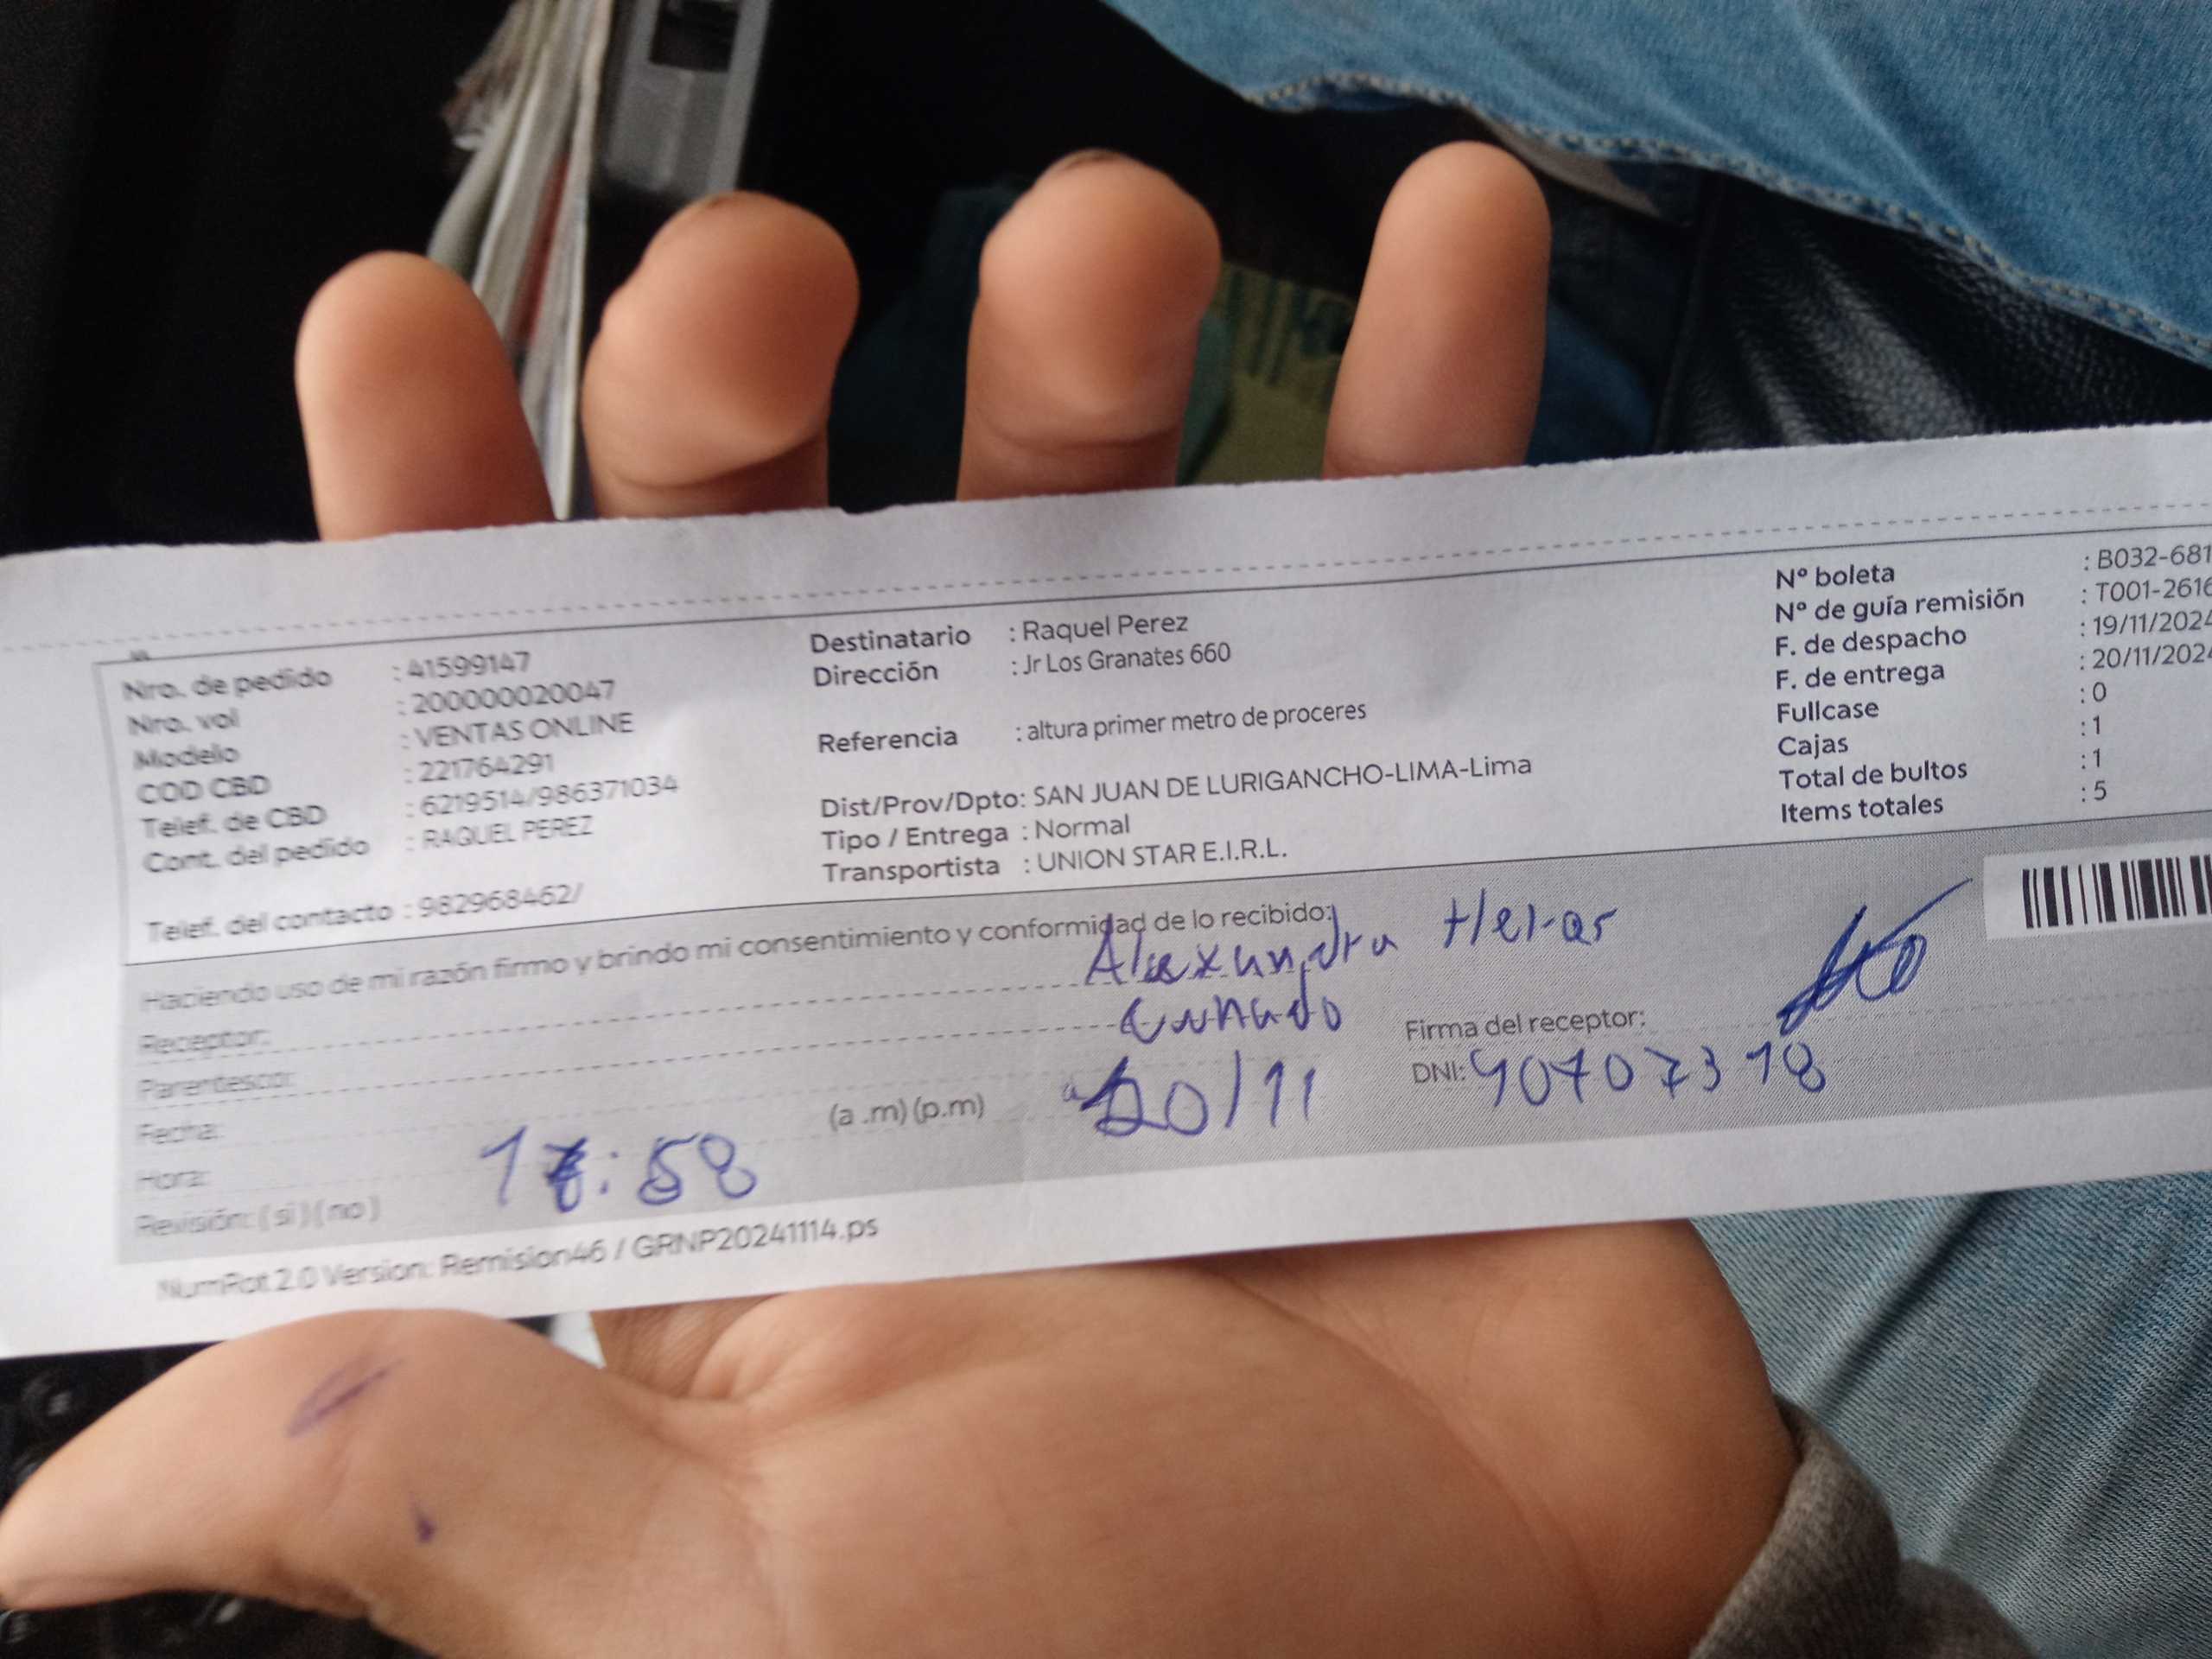 Nro. de pedido : 41599147
Nro. vol : 200000020047
Modelo : VENTAS ONLINE
COD CBD : 221764291
Telef. de CBD : 6219514/986371034
Cont. del pedido : RAQUEL PEREZ
Telef. del contacto : 982968462/
Destinatario : Raquel Perez
Dirección : Jr Los Granates 660
Referencia : altura primer metro de proceres
Dist/Prov/Dpto: SAN JUAN DE LURIGANCHO-LIMA-Lima
Tipo / Entrega : Normal
Transportista : UNION STAR E.I.R.L.
Nº boleta : B032-681
Nº de guía remisión : T001-2616
F. de despacho : 19/11/2024
F. de entrega : 20/11/2024
Fullcase : 0
Cajas : 1
Total de bultos : 1
Items totales : 5
Haciendo uso de mi razón firmo y brindo mi consentimiento y conformidad de lo recibido:
Receptor: Alexandra
Parentesco:
Firma del receptor:
Fecha: 20/11
DNI: 40707318
Hora: :58 (a .m) (p.m)
Revisión: ( si ) ( no )
NumRot 2.0 Version: Remision46 / GRNP20241114.ps